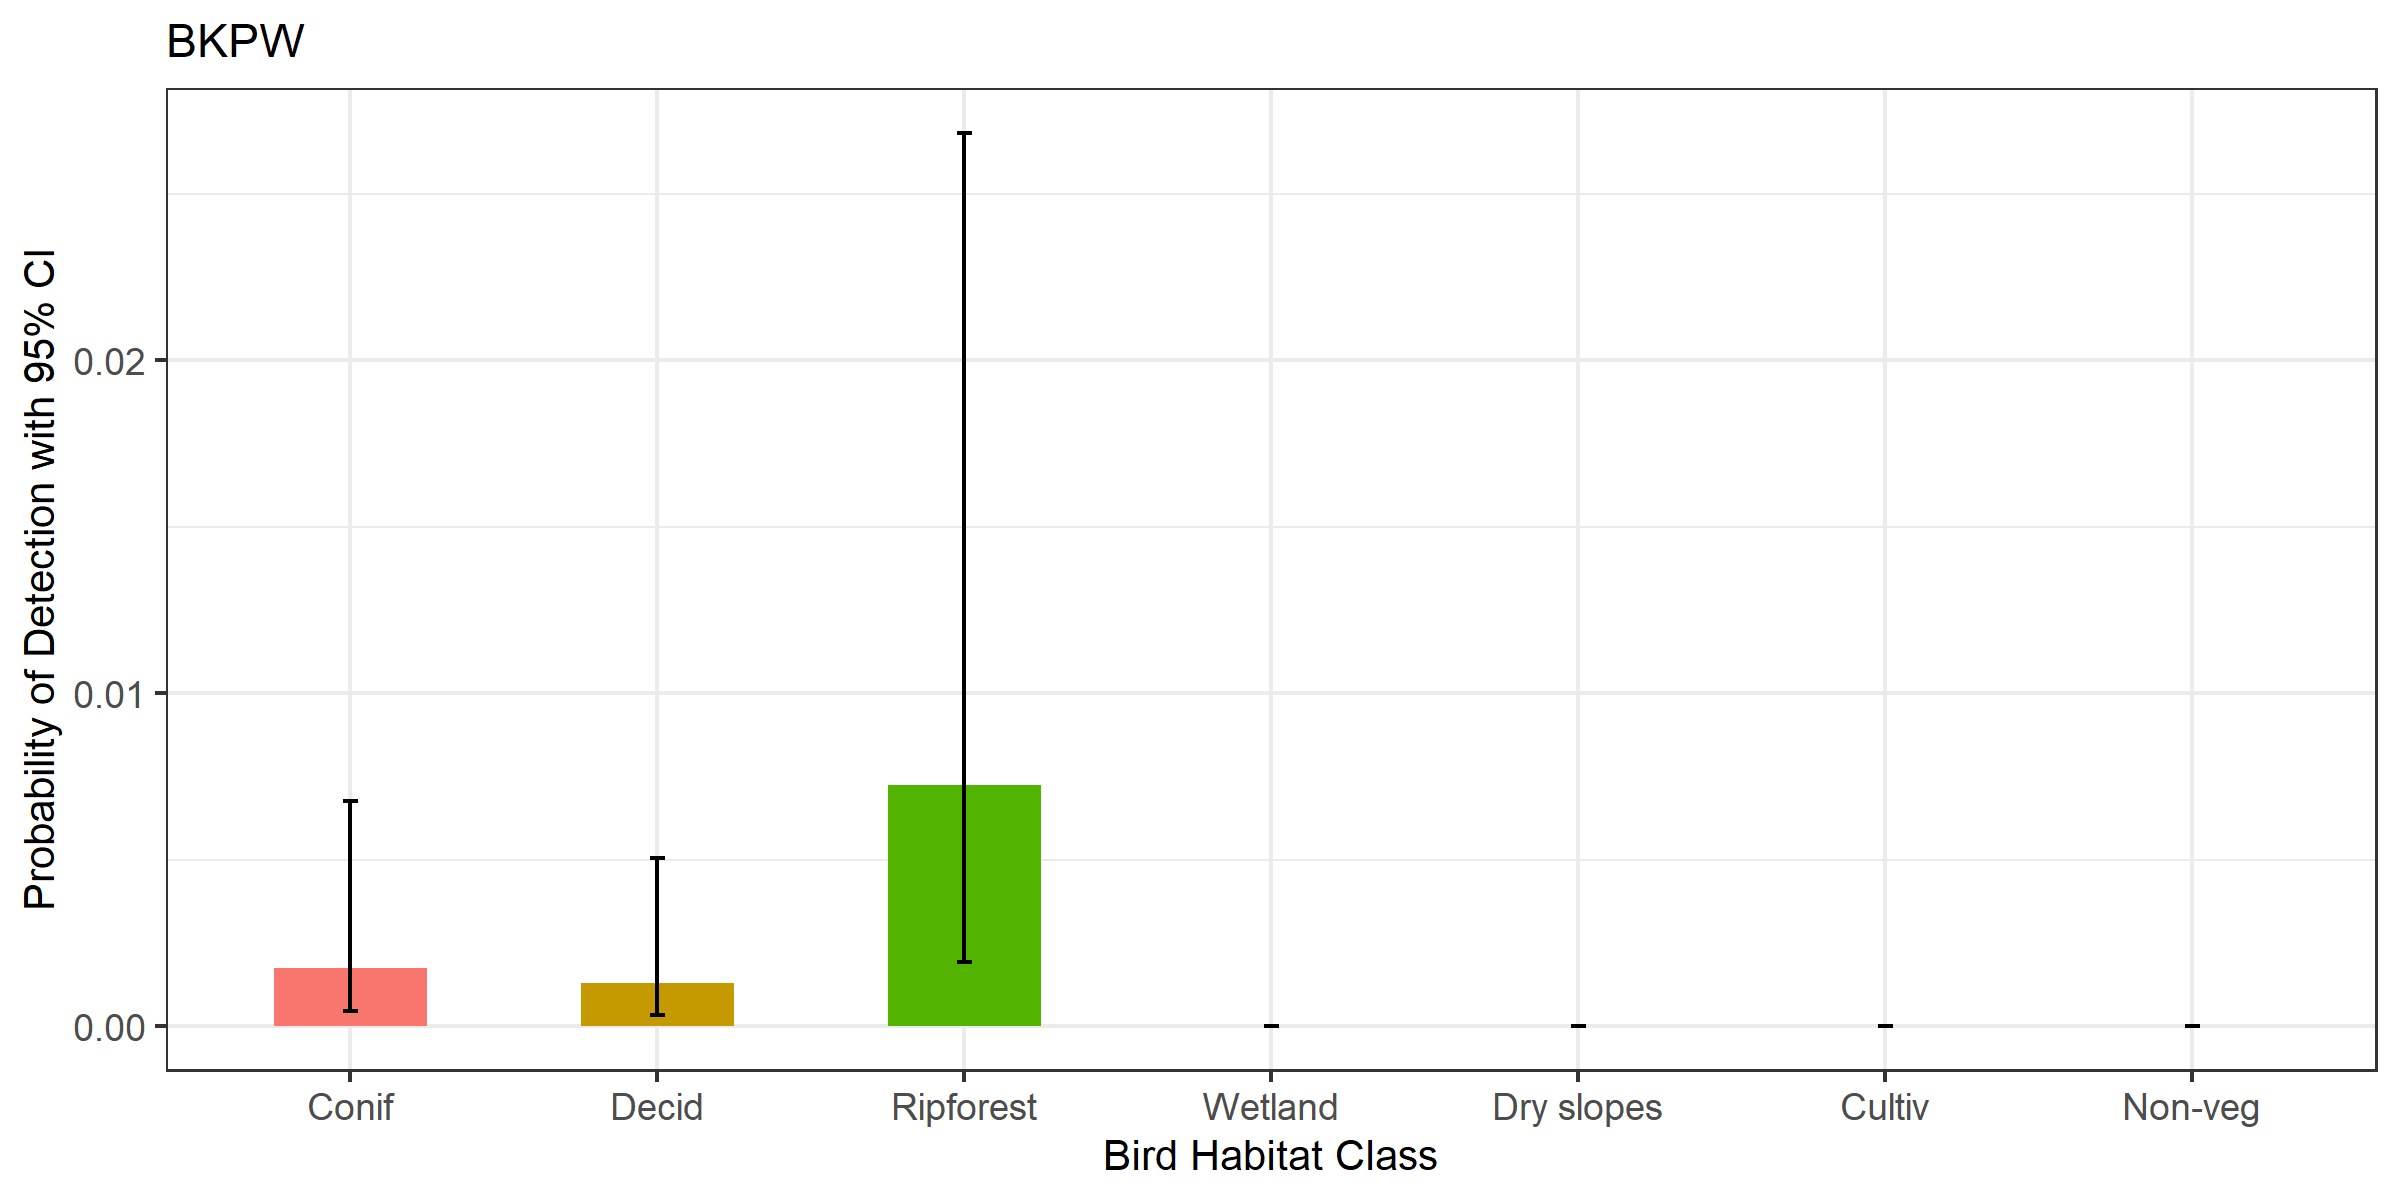 BKPW
Probability of Detection with 95% CI
0.02
0.01
0.00
Conif Decid Ripforest Wetland Dry slopes Cultiv Non-veg
Bird Habitat Class